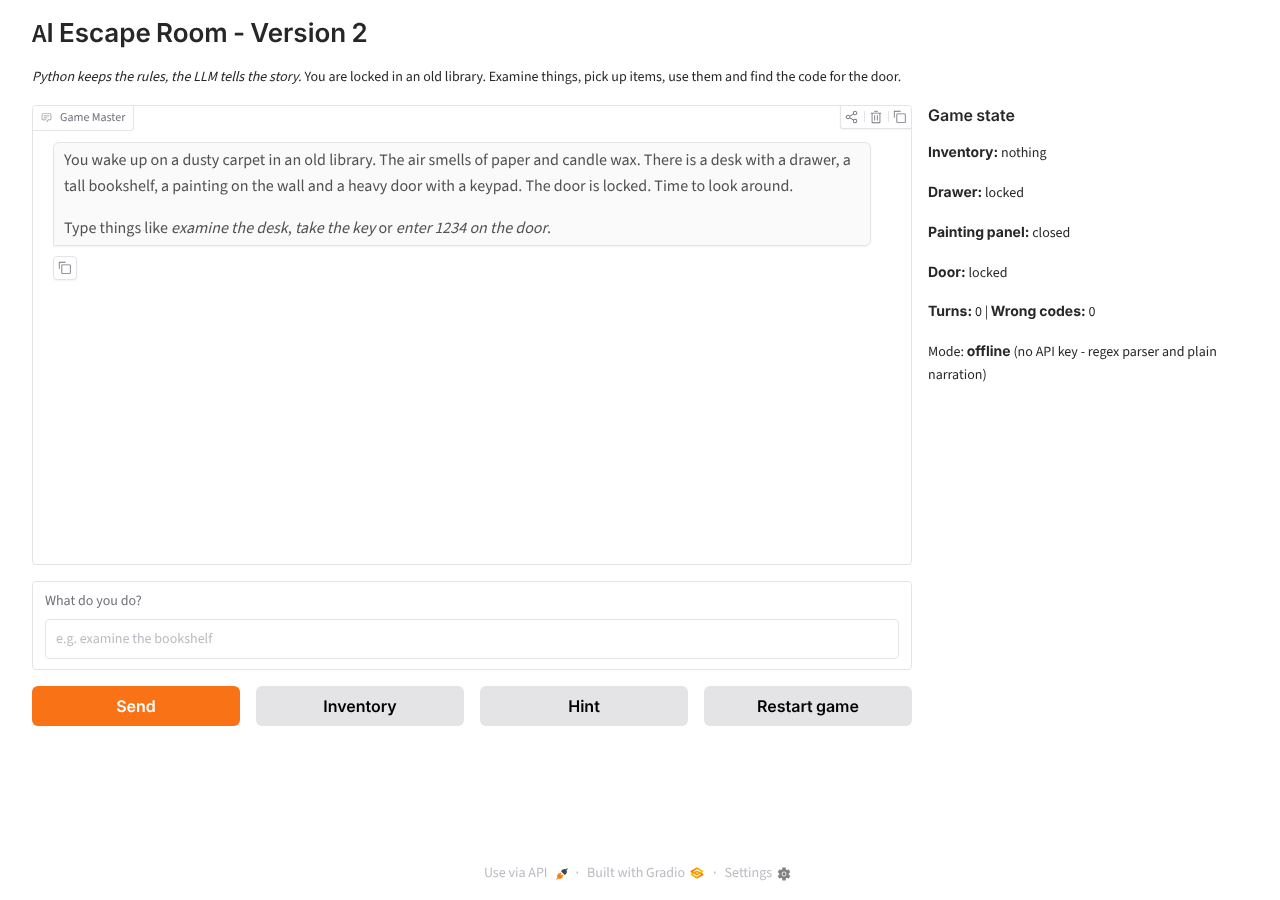 AI Escape Room - Version 2
Python keeps the rules, the LLM tells the story. You are locked in an old library. Examine things, pick up items, use them and find the code for the door.
Game Master
You wake up on a dusty carpet in an old library. The air smells of paper and candle wax. There is a desk with a drawer, a
tall bookshelf, a painting on the wall and a heavy door with a keypad. The door is locked. Time to look around.
Type things like examine the desk, take the key or enter 1234 on the door.
What do you do?
e.g. examine the bookshelf
Send
Inventory
Hint
Restart game
Game state
Inventory: nothing
Drawer: locked
Painting panel: closed
Door: locked
Turns: 0 | Wrong codes: 0
Mode: offline (no API key - regex parser and plain
narration)
Use via API · Built with Gradio · Settings